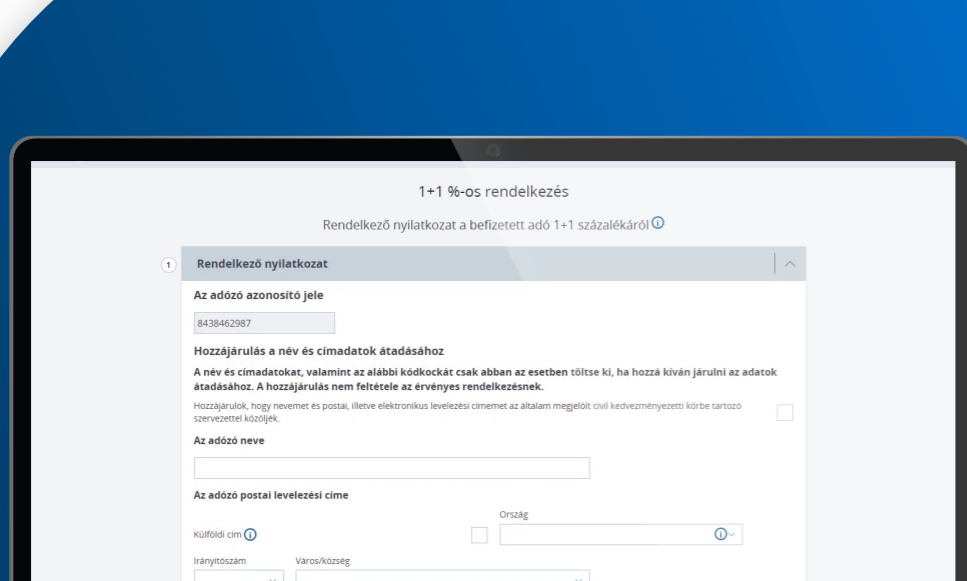 1+1 %-os rendelkezés
Rendelkező nyilatkozat a befizetett adó 1+1 százalékáról
1 Rendelkező nyilatkozat
Az adózó azonosító jele
8438462987
Hozzájárulás a név és címadatok átadásához
A név és címadatokat, valamint az alábbi kódkockát csak abban az esetben töltse ki, ha hozzá kíván járulni az adatok
átadásához. A hozzájárulás nem feltétele az érvényes rendelkezésnek.
Hozzájárulok, hogy nevemet és postai, illetve elektronikus levelezési címemet az általam megjelölt civil kedvezményezetti körbe tartozó
szervezettel közöljék.
Az adózó neve
Az adózó postai levelezési címe
Ország
Külföldi cím
Irányítószám Város/község